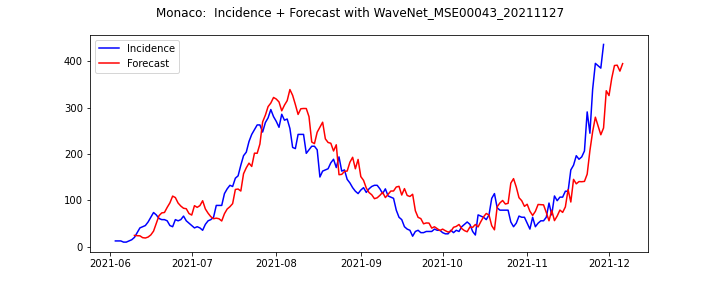 Monaco:  Incidence + Forecast with WaveNet_MSE00043_20211127
Incidence
Forecast
400
300
200
100
0
2021-06 2021-07 2021-08 2021-09 2021-10 2021-11 2021-12